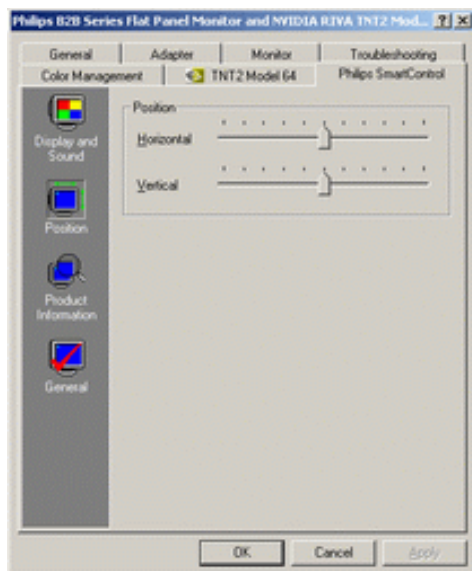 Philips B2B Series Flat Panel Monitor and NVIDIA RIVA TNT2 Mod...
General Adapter Monitor Troubleshooting
Color Management TNT2 Model 64 Philips SmartControl
Display and
Sound
Position
Product
Information
General
Position
Horizontal
Vertical
OK Cancel Apply